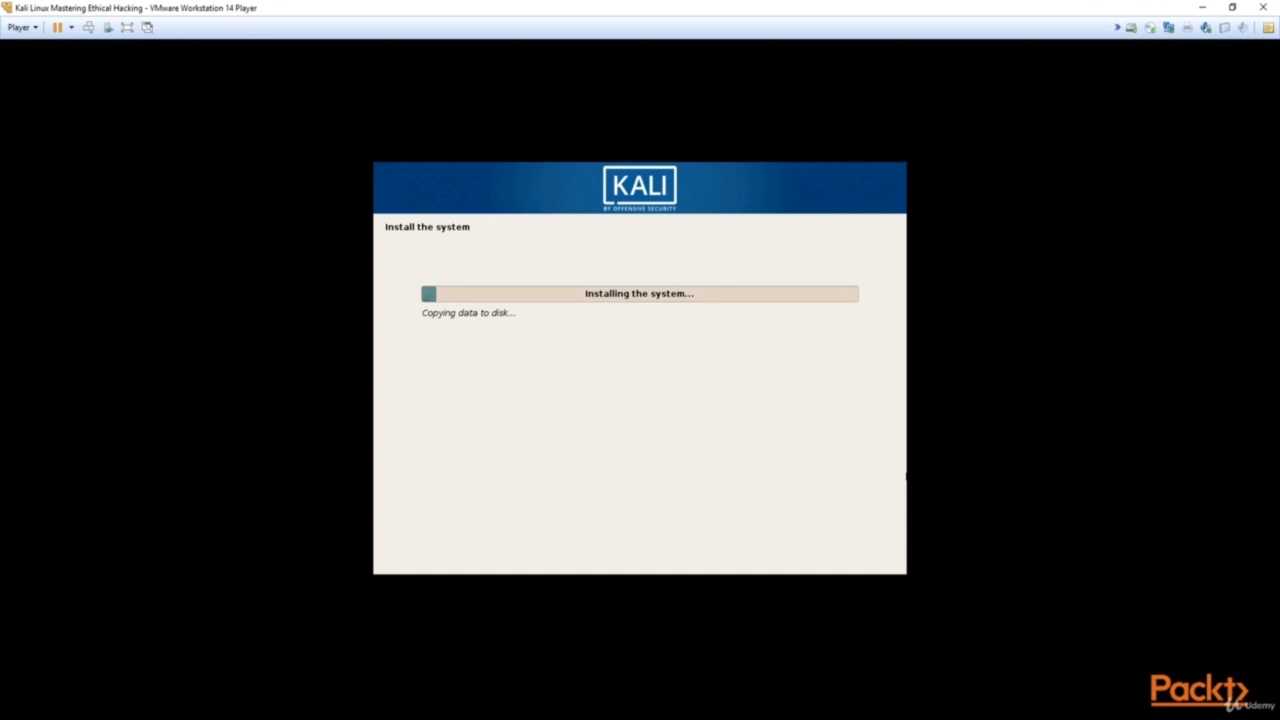 Kali Linux Mastering Ethical Hacking - VMware Workstation 14 Player
Player
KALI
BY OFFENSIVE SECURITY
Install the system
Installing the system...
Copying data to disk...
Packt
Udemy